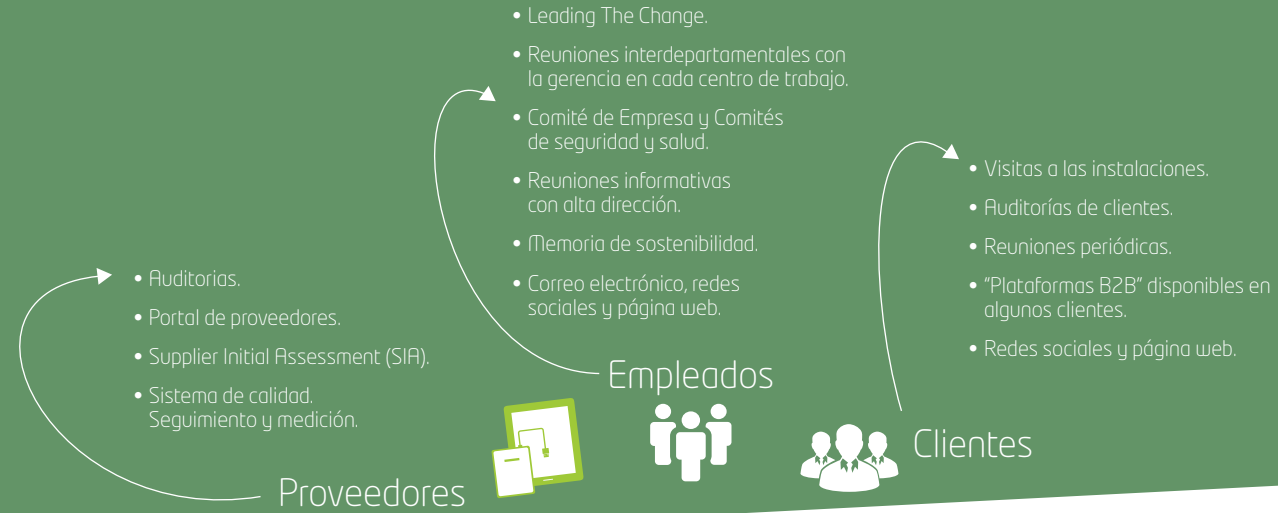 • Leading The Change.
• Reuniones interdepartamentales con
la gerencia en cada centro de trabajo.
• Comité de Empresa y Comités
de seguridad y salud.
• Reuniones informativas
con alta dirección.
• Memoria de sostenibilidad.
• Correo electrónico, redes
sociales y página web.
Empleados
• Auditorias.
• Portal de proveedores.
• Supplier Initial Assessment (SIA).
• Sistema de calidad.
Seguimiento y medición.
Proveedores
• Visitas a las instalaciones.
• Auditorías de clientes.
• Reuniones periódicas.
• "Plataformas B2B" disponibles en
algunos clientes.
• Redes sociales y página web.
Clientes